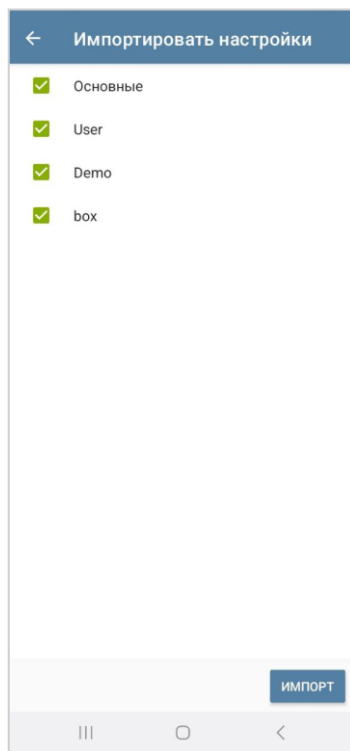 Импортировать настройки
Основные
User
Demo
box
ИМПОРТ